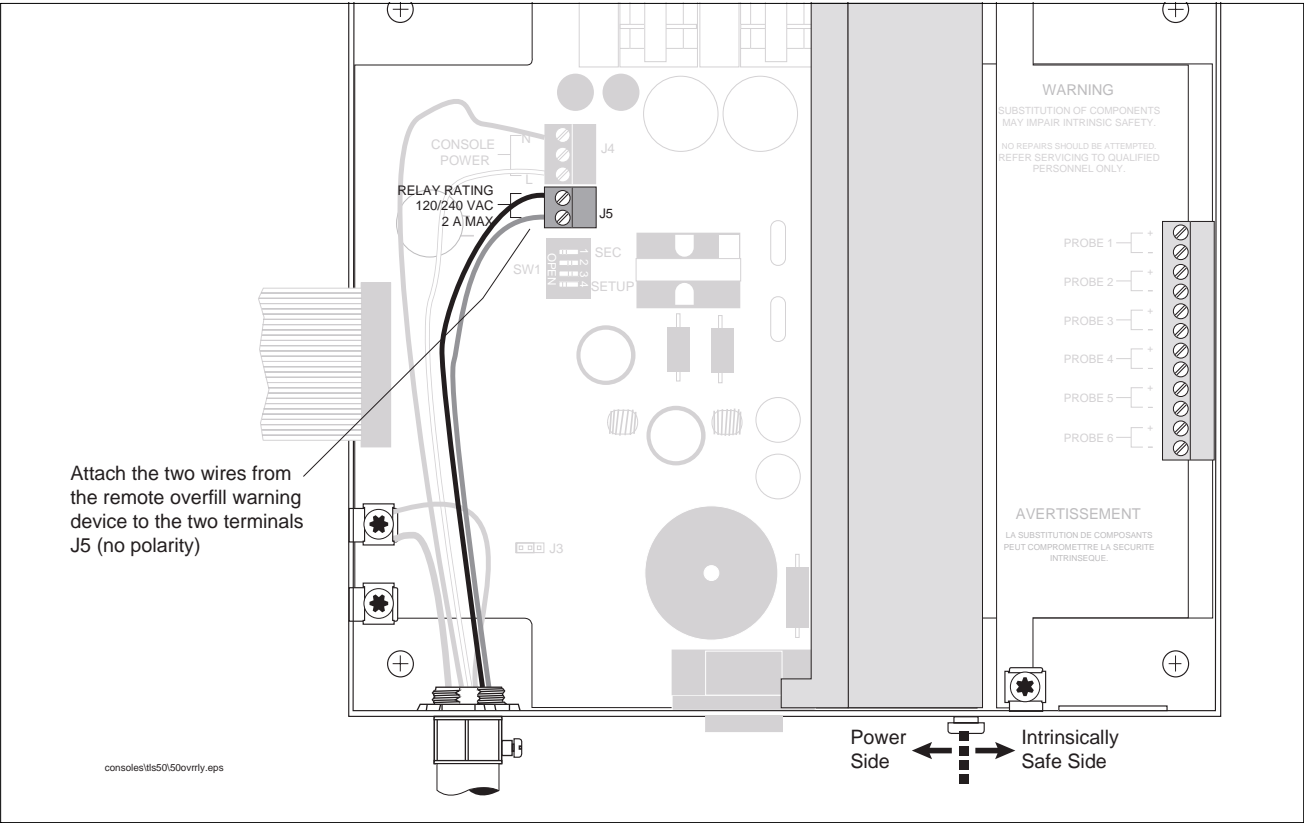 WARNING
SUBSTITUTION OF COMPONENTS
MAY IMPAIR INTRINSIC SAFETY.
NO REPAIRS SHOULD BE ATTEMPTED.
REFER SERVICING TO QUALIFIED
PERSONNEL ONLY.
CONSOLE
POWER
N
L
J4
RELAY RATING
120/240 VAC
2 A MAX
J5
SW1
OPEN
1 2 3 4
SEC
SETUP
PROBE 1
+
-
PROBE 2
+
-
PROBE 3
+
-
PROBE 4
+
-
PROBE 5
+
-
PROBE 6
+
-
Attach the two wires from
the remote overfill warning
device to the two terminals
J5 (no polarity)
J3
AVERTISSEMENT
LA SUBSTITUTION DE COMPOSANTS
PEUT COMPROMETTRE LA SECURITE
INTRINSEQUE.
Power
Side
Intrinsically
Safe Side
consoles\tls50\50ovrrly.eps